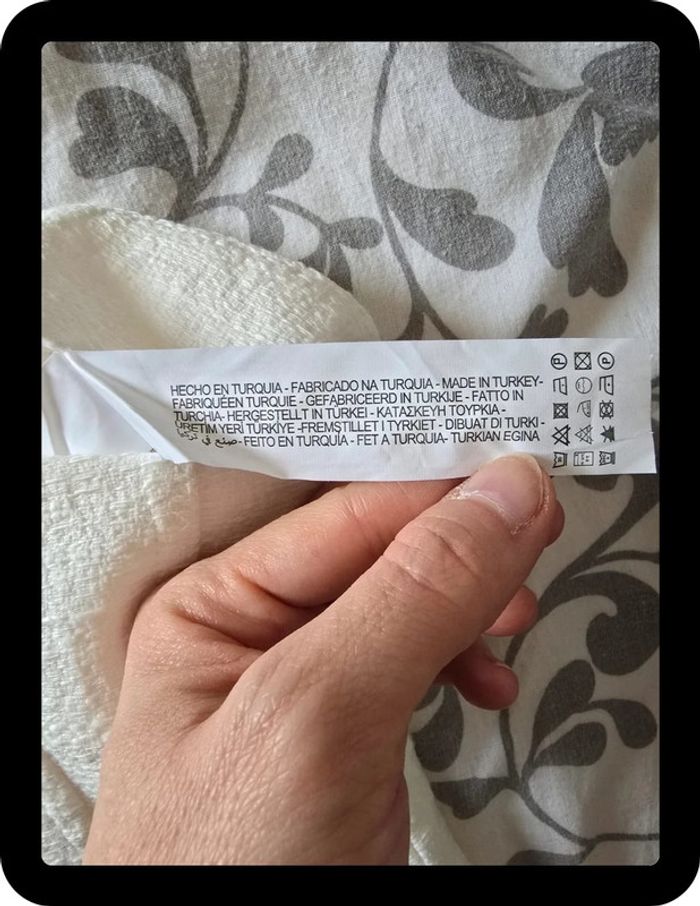 HECHO EN TURQUIA - FABRICADO NA TURQUIA - MADE IN TURKEY-
FABRIQUÉEN TURQUIE - GEFABRICEERD IN TURKIJE - FATTO IN
TURCHIA- HERGESTELLT IN TÜRKEI - ΚΑΤΑΣΚΕΥΗ ΤΟΥΡΚΙΑ -
ÜRETİM YERİ TÜRKİYE -FREMSTILLET I TYRKIET - DIBUAT DI TURKI -
صنع في تركيا -FEITO EN TURQUÍA - FET A TURQUIA- TURKIAN EGINA